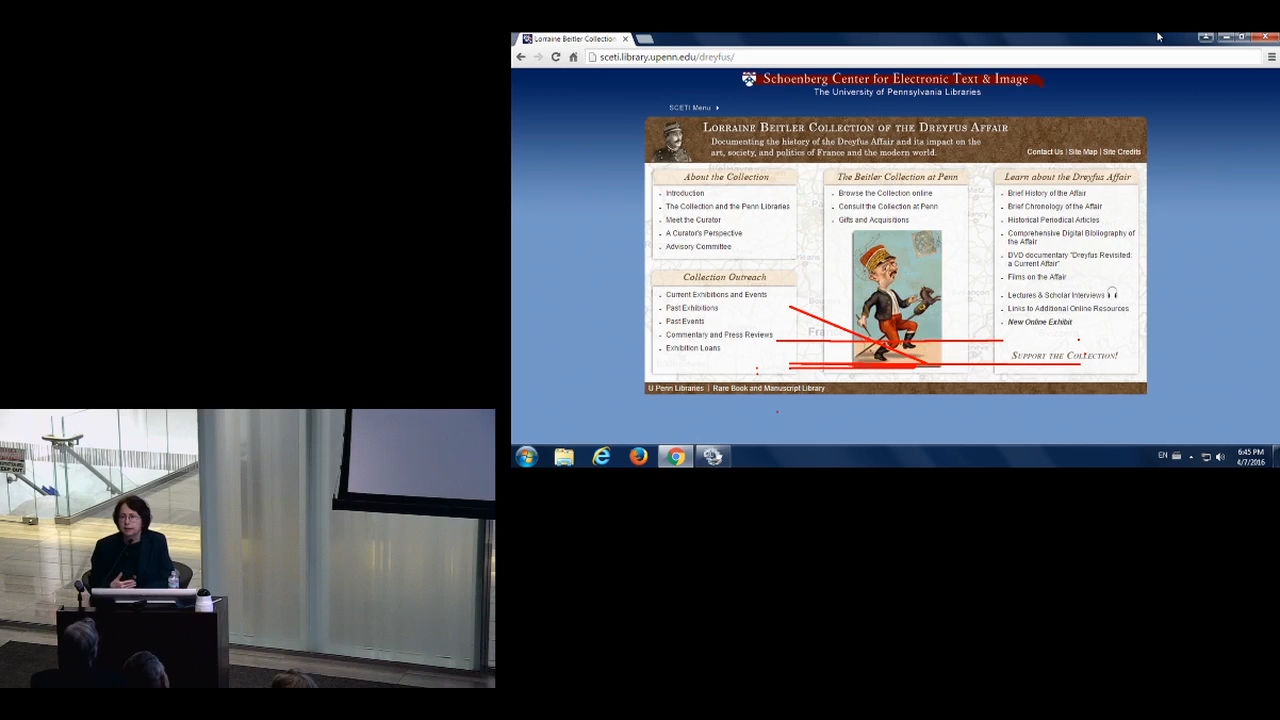 Lorraine Beitler Collection
sceti.library.upenn.edu/dreyfus/
Schoenberg Center for Electronic Text & Image
The University of Pennsylvania Libraries
SCETI Menu
Lorraine Beitler Collection of the Dreyfus Affair
Documenting the history of the Dreyfus Affair and its impact on the
art, society, and politics of France and the modern world.
Contact Us | Site Map | Site Credits
About the Collection
Introduction
The Collection and the Penn Libraries
Meet the Curator
A Curator's Perspective
Advisory Committee
Collection Outreach
Current Exhibitions and Events
Past Exhibitions
Past Events
Commentary and Press Reviews
Exhibition Loans
The Beitler Collection at Penn
Browse the Collection online
Consult the Collection at Penn
Gifts and Acquisitions
Learn about the Dreyfus Affair
Brief History of the Affair
Brief Chronology of the Affair
Historical Periodical Articles
Comprehensive Digital Bibliography of
the Affair
DVD documentary "Dreyfus Revisited:
a Current Affair"
Films on the Affair
Lectures & Scholar Interviews
Links to Additional Online Resources
New Online Exhibit
Support the Collection!
U Penn Libraries | Rare Book and Manuscript Library
EN
6:45 PM
4/7/2016